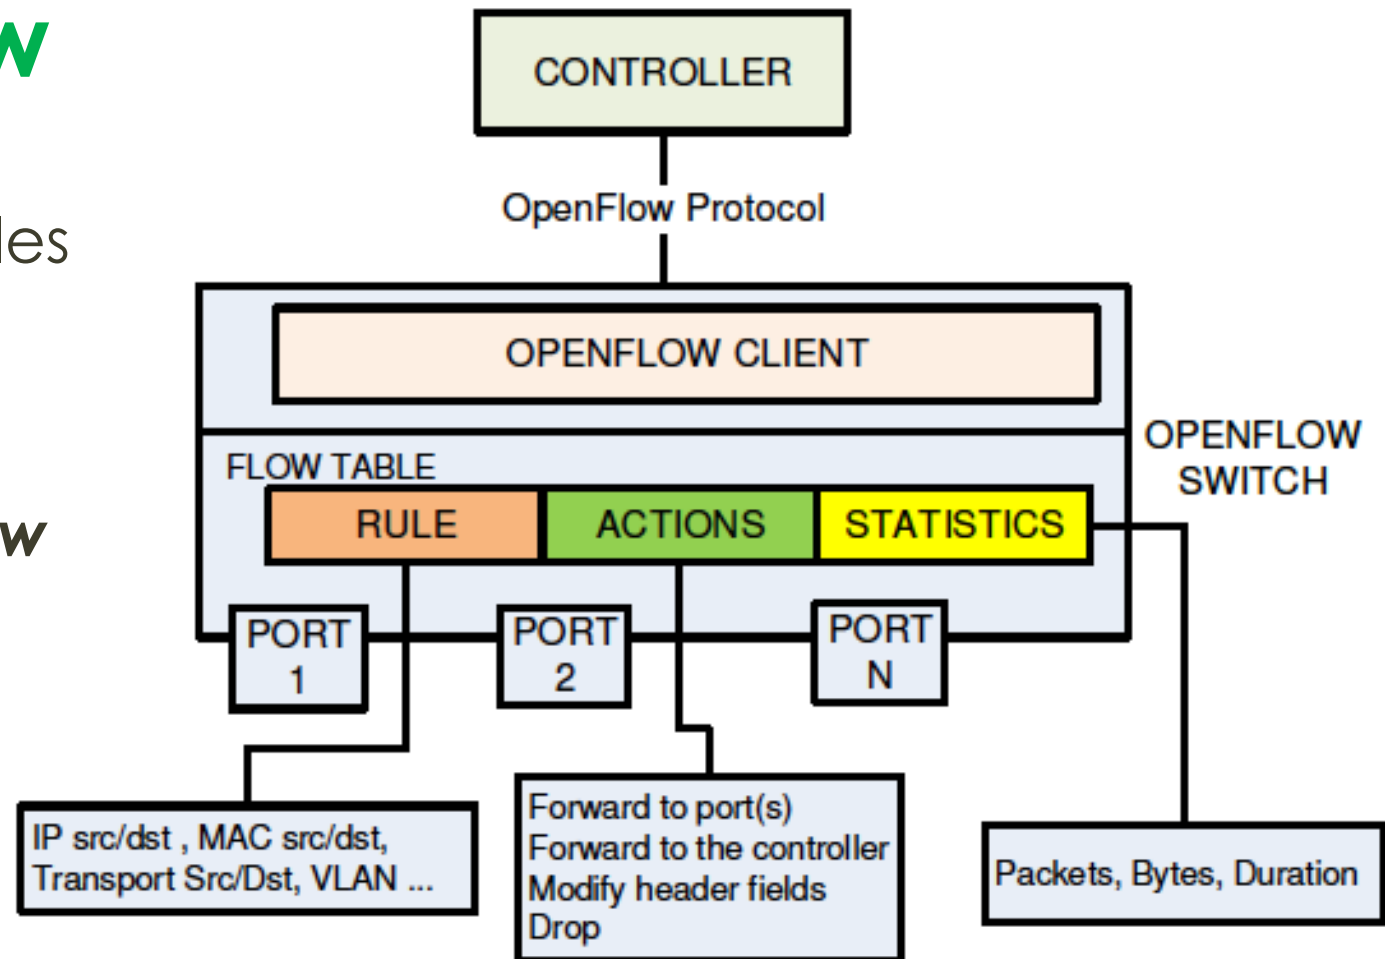 w
CONTROLLER
OpenFlow Protocol
les
OPENFLOW CLIENT
OPENFLOW
SWITCH
FLOW TABLE
RULE ACTIONS STATISTICS
w
PORT
1
PORT
2
PORT
N
IP src/dst , MAC src/dst,
Transport Src/Dst, VLAN ...
Forward to port(s)
Forward to the controller
Modify header fields
Drop
Packets, Bytes, Duration